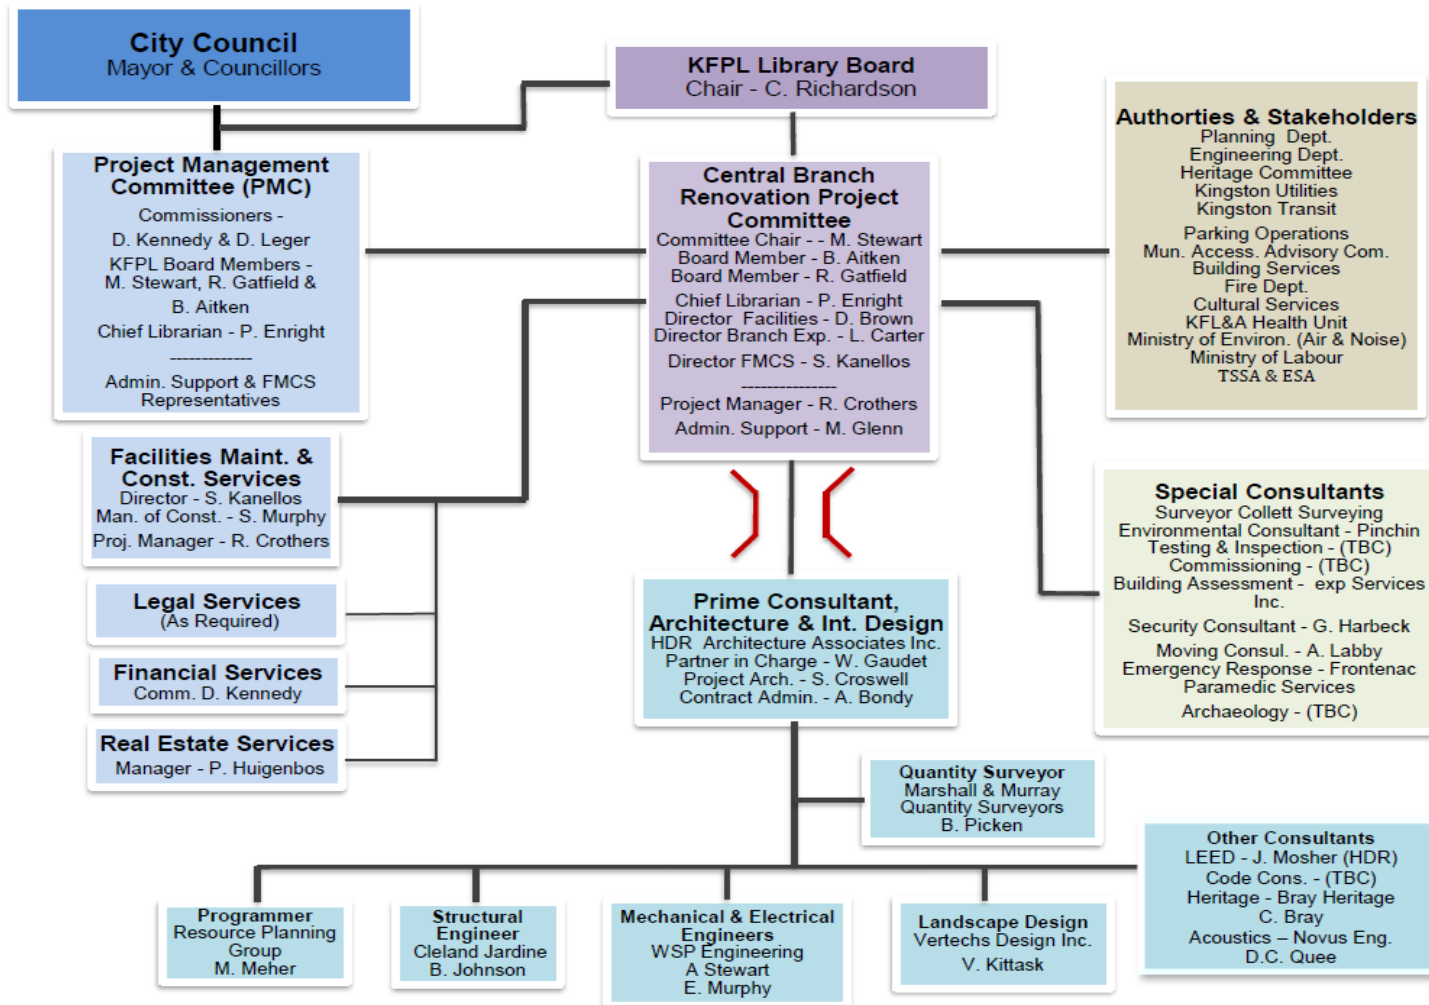 City Council
Mayor & Councillors
KFPL Library Board
Chair - C. Richardson
Project Management
Committee (PMC)
Commissioners -
D. Kennedy & D. Leger
KFPL Board Members -
M. Stewart, R. Gatfield &
B. Aitken
Chief Librarian - P. Enright
-------------
Admin. Support & FMCS
Representatives
Central Branch
Renovation Project
Committee
Committee Chair - - M. Stewart
Board Member - B. Aitken
Board Member - R. Gatfield
Chief Librarian - P. Enright
Director Facilities - D. Brown
Director Branch Exp. - L. Carter
Director FMCS - S. Kanellos
---------------
Project Manager - R. Crothers
Admin. Support - M. Glenn
Authorties & Stakeholders
Planning Dept.
Engineering Dept.
Heritage Committee
Kingston Utilities
Kingston Transit
Parking Operations
Mun. Access. Advisory Com.
Building Services
Fire Dept.
Cultural Services
KFL&A Health Unit
Ministry of Environ. (Air & Noise)
Ministry of Labour
TSSA & ESA
Facilities Maint. &
Const. Services
Director - S. Kanellos
Man. of Const. - S. Murphy
Proj. Manager - R. Crothers
Legal Services
(As Required)
Financial Services
Comm. D. Kennedy
Real Estate Services
Manager - P. Huigenbos
Special Consultants
Surveyor Collett Surveying
Environmental Consultant - Pinchin
Testing & Inspection - (TBC)
Commissioning - (TBC)
Building Assessment - exp Services
Inc.
Security Consultant - G. Harbeck
Moving Consul. - A. Labby
Emergency Response - Frontenac
Paramedic Services
Archaeology - (TBC)
Prime Consultant,
Architecture & Int. Design
HDR Architecture Associates Inc.
Partner in Charge - W. Gaudet
Project Arch. - S. Croswell
Contract Admin. - A. Bondy
Quantity Surveyor
Marshall & Murray
Quantity Surveyors
B. Picken
Programmer
Resource Planning
Group
M. Meher
Structural
Engineer
Cleland Jardine
B. Johnson
Mechanical & Electrical
Engineers
WSP Engineering
A Stewart
E. Murphy
Landscape Design
Vertechs Design Inc.
V. Kittask
Other Consultants
LEED - J. Mosher (HDR)
Code Cons. - (TBC)
Heritage - Bray Heritage
C. Bray
Acoustics – Novus Eng.
D.C. Quee